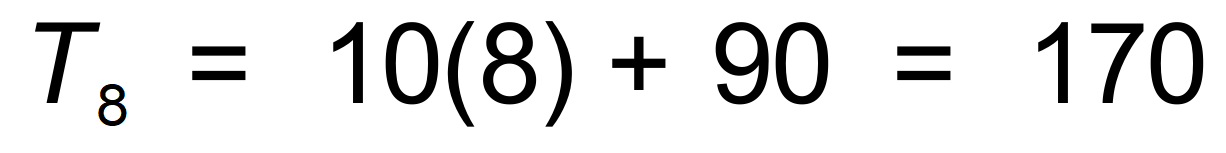 T₈ = 10(8) + 90 = 170